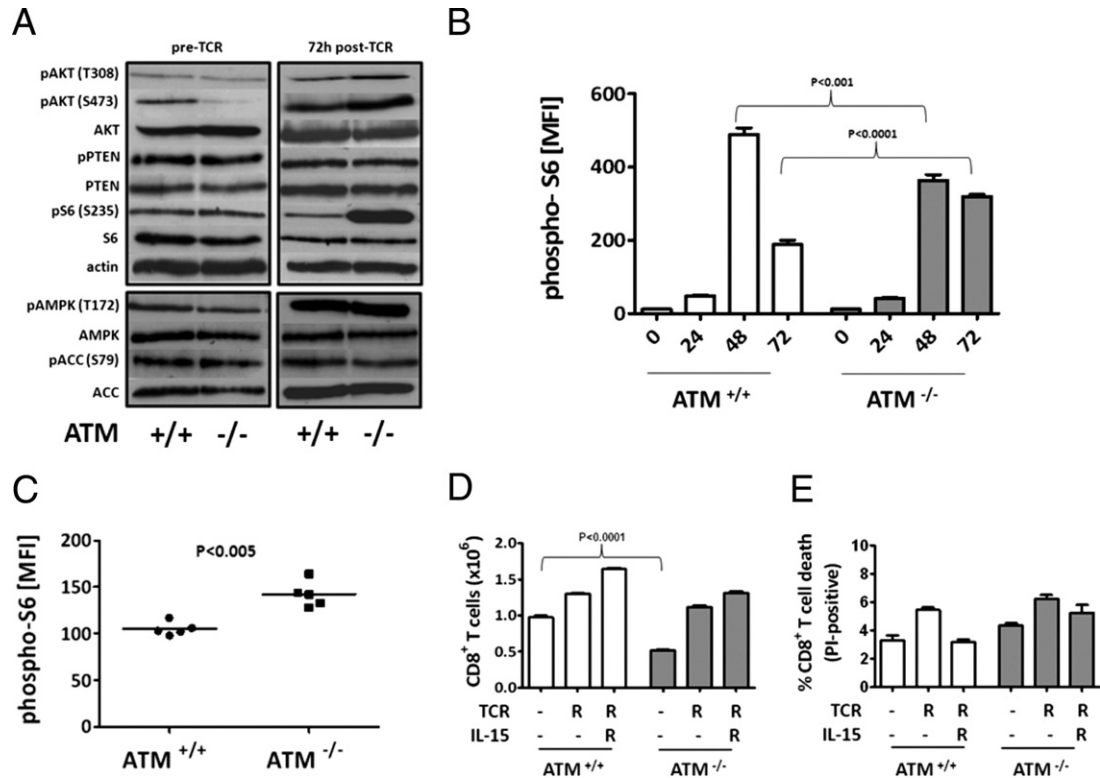 A
pre-TCR 72h post-TCR
pAKT (T308)
pAKT (S473)
AKT
pPTEN
PTEN
pS6 (S235)
S6
actin
pAMPK (T172)
AMPK
pACC (S79)
ACC
ATM +/+ -/- +/+ -/-
B
phospho- S6 [MFI]
600
400
200
0
P<0.001
P<0.0001
0 24 48 72 0 24 48 72
ATM +/+ ATM -/-
C
phospho-S6 [MFI]
200
150
100
50
0
P<0.005
ATM +/+ ATM -/-
D
CD8+ T cells (x10^6)
2.0
1.5
1.0
0.5
0.0
P<0.0001
TCR - R R - R R
IL-15 R R
ATM +/+ ATM -/-
E
% CD8+ T cell death
(PI-positive)
10
8
6
4
2
0
TCR - R R - R R
IL-15 R R
ATM +/+ ATM -/-